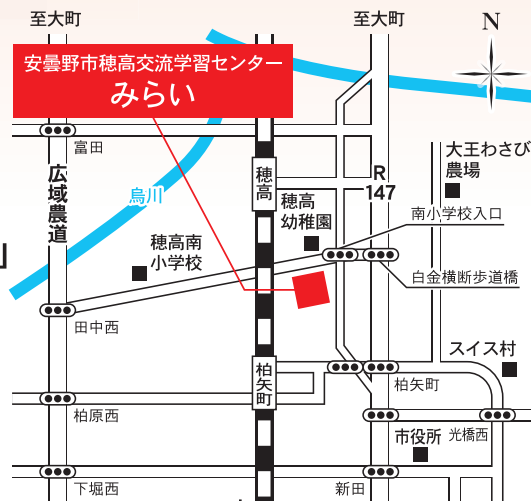 至大町
至大町
N
安曇野市穂高交流学習センター
みらい
富田
広域農道
烏川
穂高
穂高
幼稚園
R
147
大王わさび
農場
南小学校入口
穂高南
小学校
白金横断歩道橋
田中西
スイス村
柏矢町
柏矢町
柏原西
市役所
光橋西
下堀西
新田